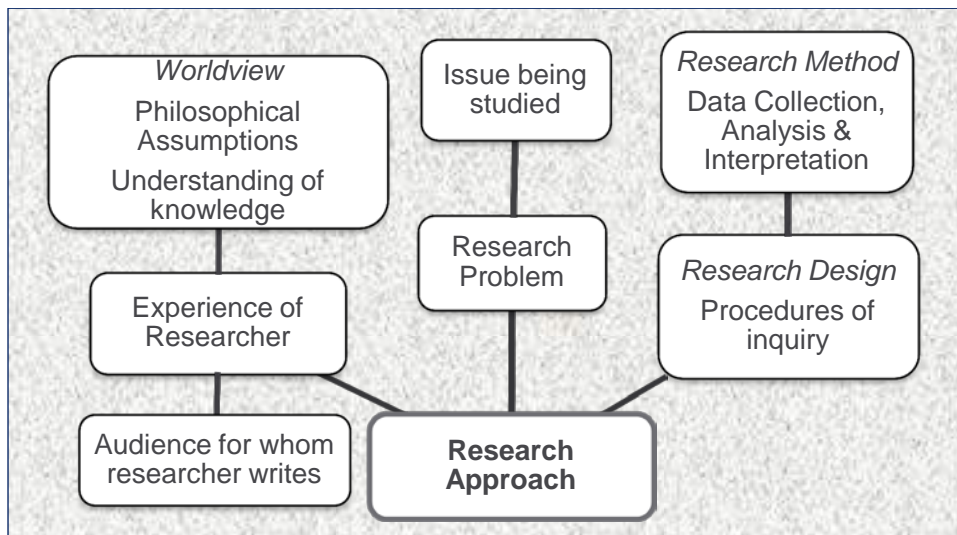 Worldview
Philosophical
Assumptions
Understanding of
knowledge
Experience of
Researcher
Audience for whom
researcher writes
Issue being
studied
Research
Problem
Research
Approach
Research Method
Data Collection,
Analysis &
Interpretation
Research Design
Procedures of
inquiry